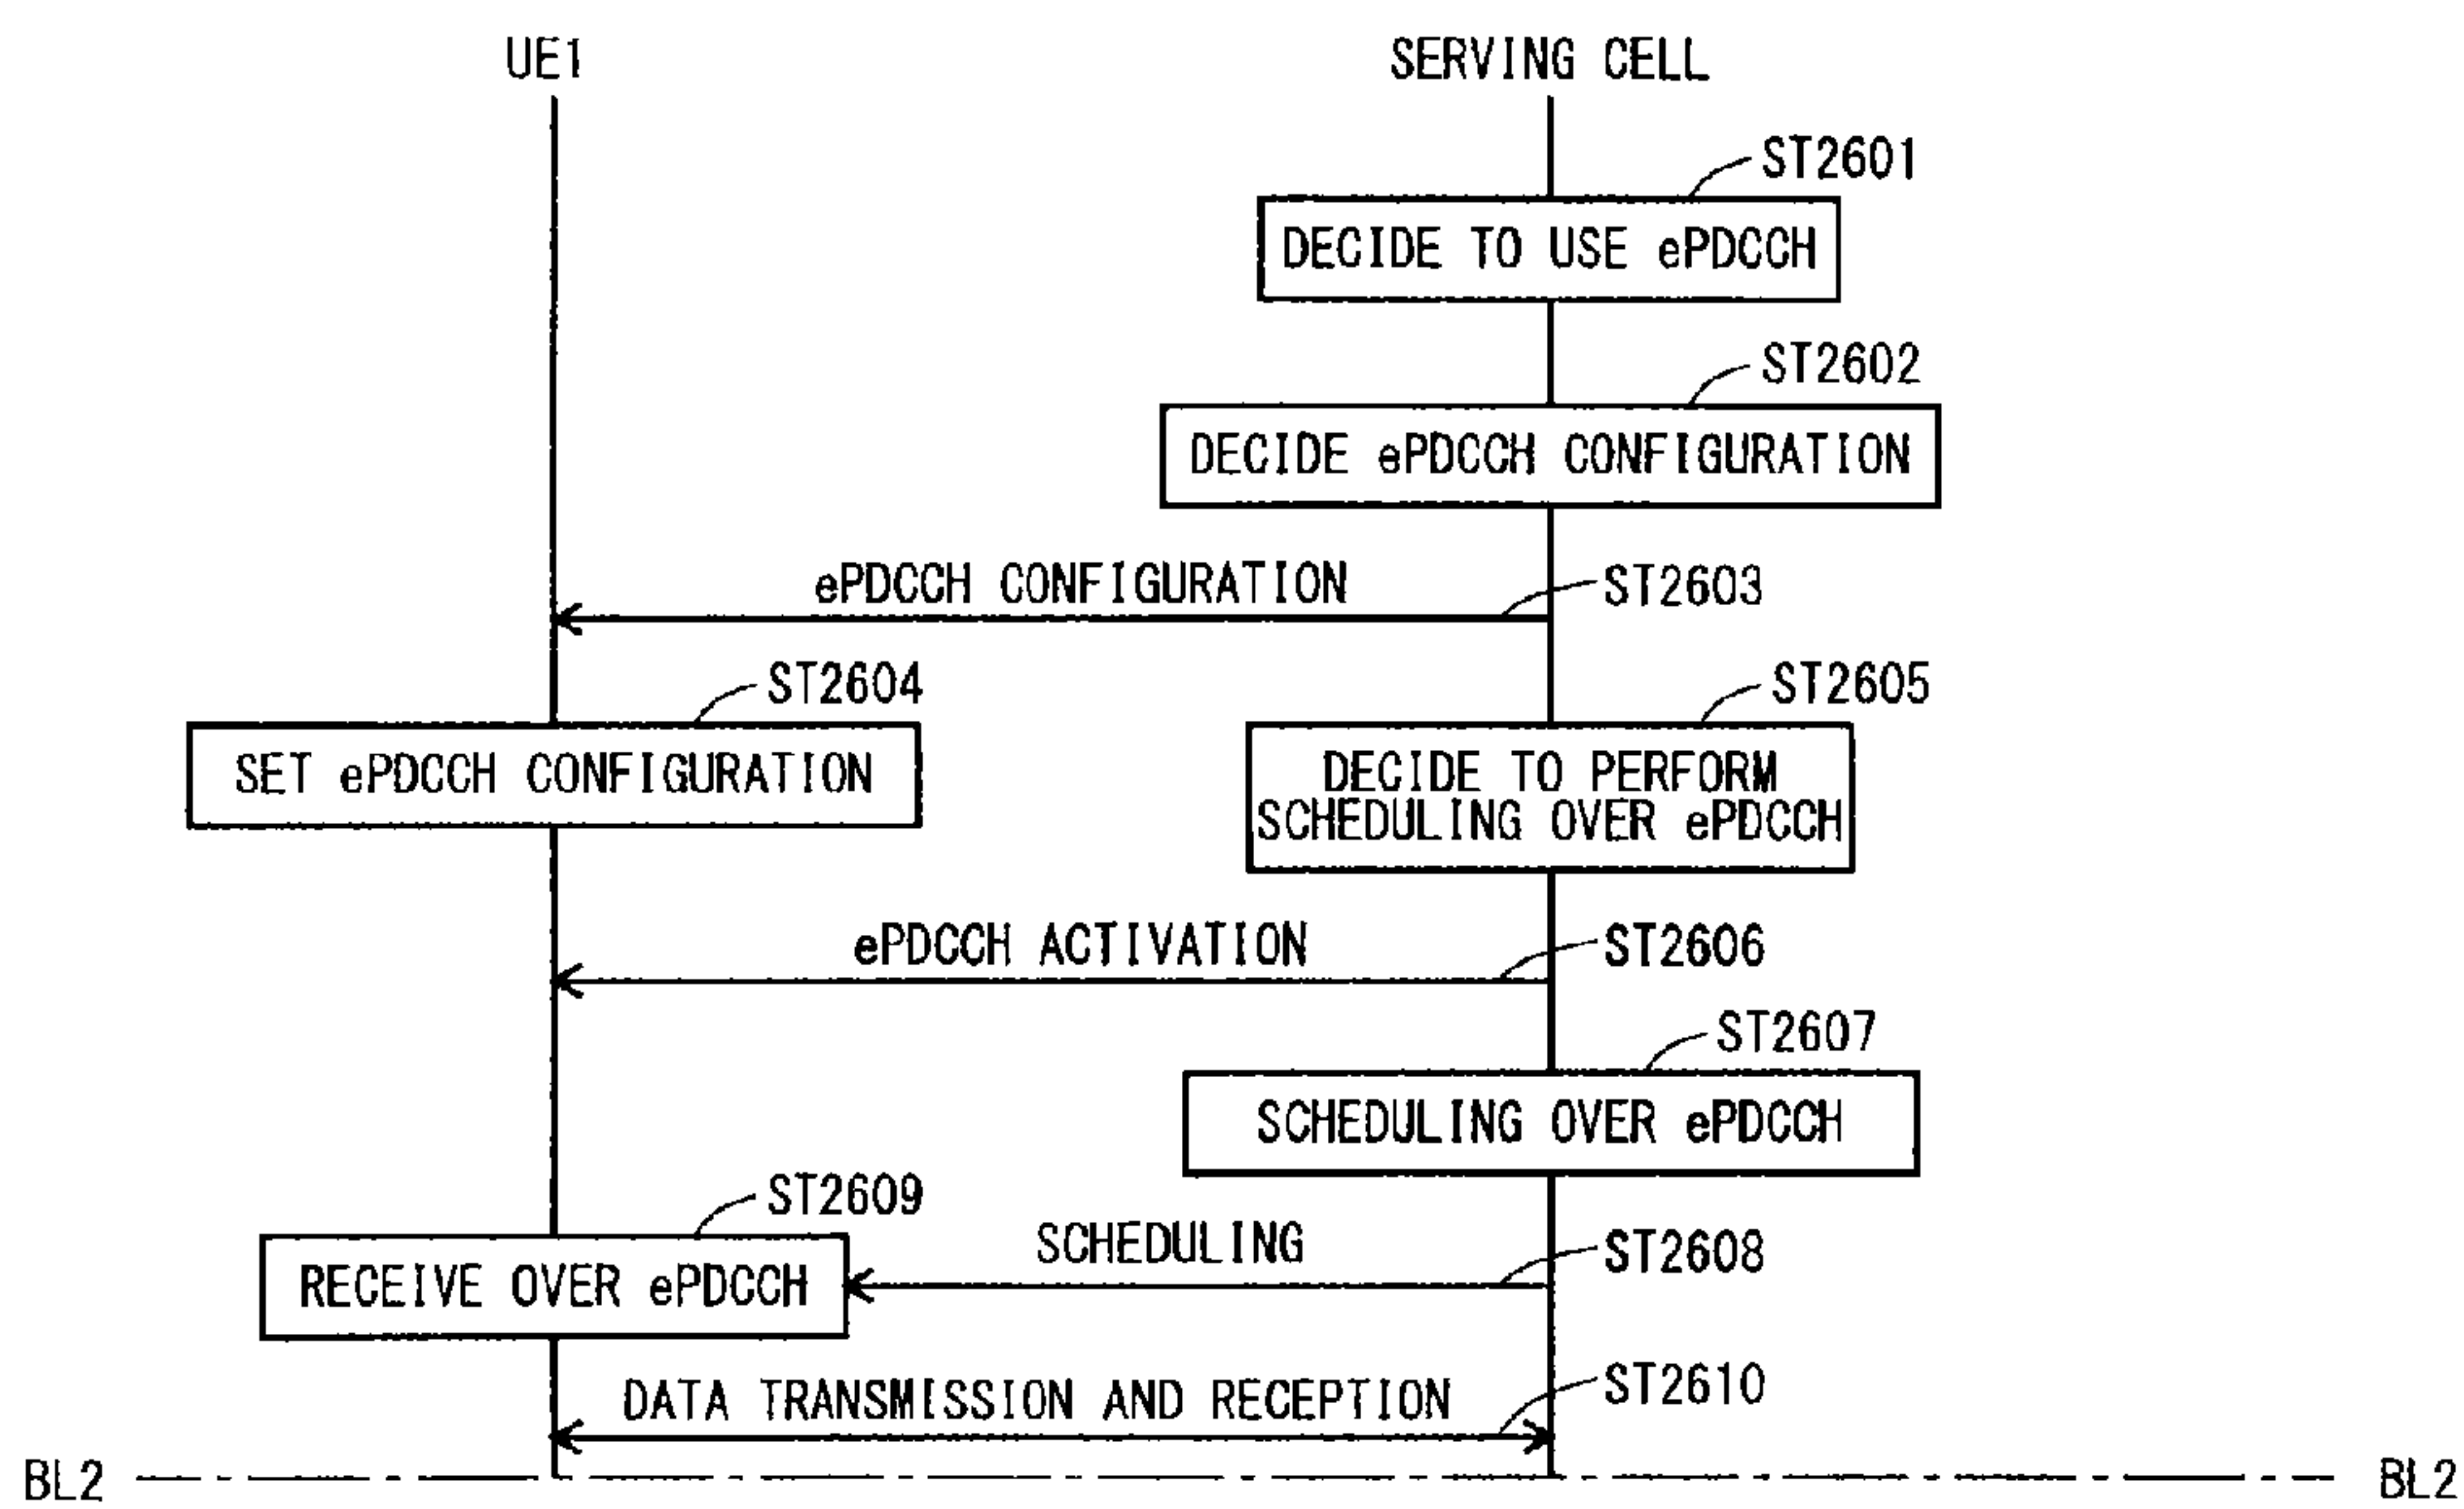 UE1
SERVING CELL
ST2601
DECIDE TO USE ePDCCH
ST2602
DECIDE ePDCCH CONFIGURATION
ePDCCH CONFIGURATION
ST2603
ST2604
SET ePDCCH CONFIGURATION
ST2605
DECIDE TO PERFORM
SCHEDULING OVER ePDCCH
ePDCCH ACTIVATION
ST2606
ST2607
SCHEDULING OVER ePDCCH
ST2609
RECEIVE OVER ePDCCH
SCHEDULING
ST2608
DATA TRANSMISSION AND RECEPTION
ST2610
BL2
BL2